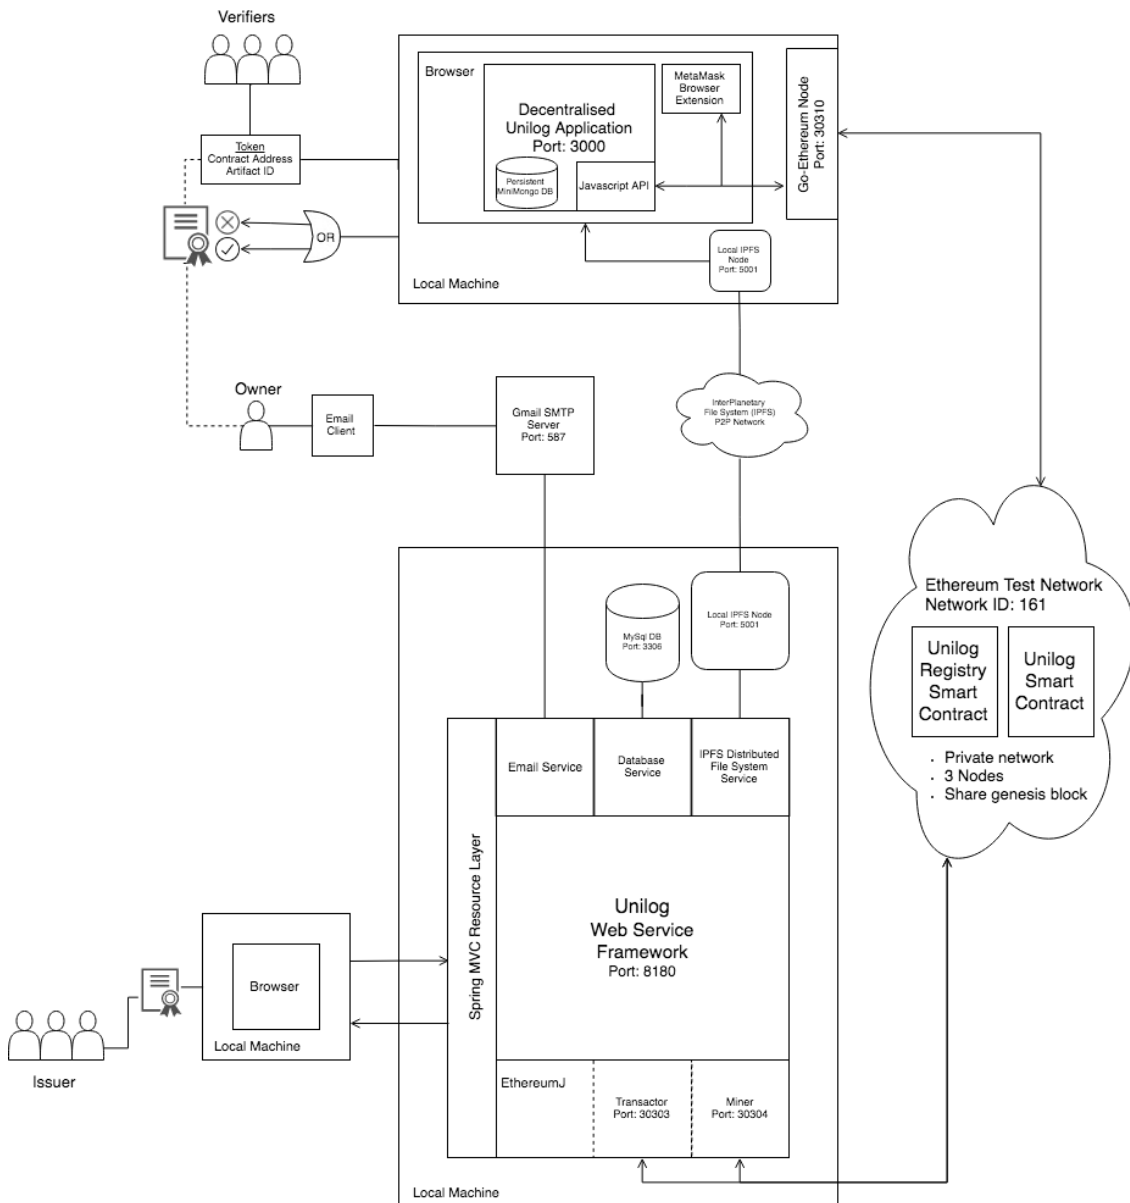 Verifiers
Token
Contract Address
Artifact ID
OR
Browser
Decentralised
Unilog Application
Port: 3000
Persistent
MiniMongo DB
Javascript API
MetaMask
Browser
Extension
Go-Ethereum Node
Port: 30310
Local IPFS
Node
Port: 5001
Local Machine
Owner
Email
Client
Gmail SMTP
Server
Port: 587
InterPlanetary
File System (IPFS)
P2P Network
Ethereum Test Network
Network ID: 161
Unilog
Registry
Smart
Contract
Unilog
Smart
Contract
. Private network
. 3 Nodes
. Share genesis block
MySql DB
Port: 3306
Local IPFS Node
Port: 5001
Spring MVC Resource Layer
Email Service
Database
Service
IPFS Distributed
File System
Service
Unilog
Web Service
Framework
Port: 8180
EthereumJ
Transactor
Port: 30303
Miner
Port: 30304
Local Machine
Browser
Local Machine
Issuer